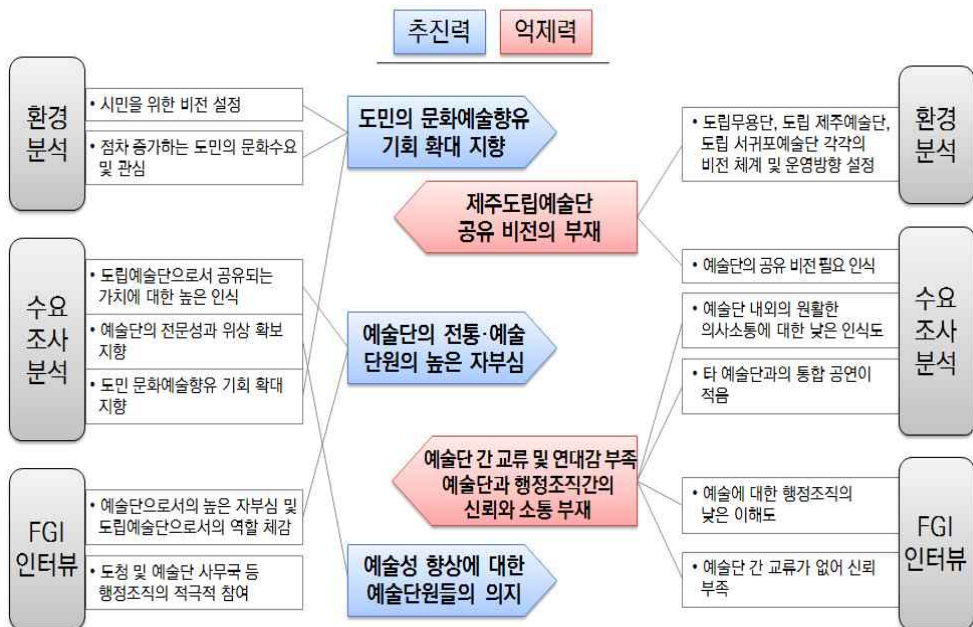 추진력
억제력
환경
분석
• 시민을 위한 비전 설정
• 점차 증가하는 도민의 문화수요
및 관심
수요
조사
분석
• 도립예술단으로서 공유되는
가치에 대한 높은 인식
• 예술단의 전문성과 위상 확보
지향
• 도민 문화예술향유 기회 확대
지향
FGI
인터뷰
• 예술단으로서의 높은 자부심 및
도립예술단으로서의 역할 체감
• 도청 및 예술단 사무국 등
행정조직의 적극적 참여
도민의 문화예술향유
기회 확대 지향
제주도립예술단
공유 비전의 부재
예술단의 전통·예술
단원의 높은 자부심
예술단 간 교류 및 연대감 부족
예술단과 행정조직간의
신뢰와 소통 부재
예술성 향상에 대한
예술단원들의 의지
• 도립무용단, 도립 제주예술단,
도립 서귀포예술단 각각의
비전 체계 및 운영방향 설정
환경
분석
• 예술단의 공유 비전 필요 인식
• 예술단 내외의 원활한
의사소통에 대한 낮은 인식도
• 타 예술단과의 통합 공연이
적음
수요
조사
분석
• 예술에 대한 행정조직의
낮은 이해도
• 예술단 간 교류가 없어 신뢰
부족
FGI
인터뷰